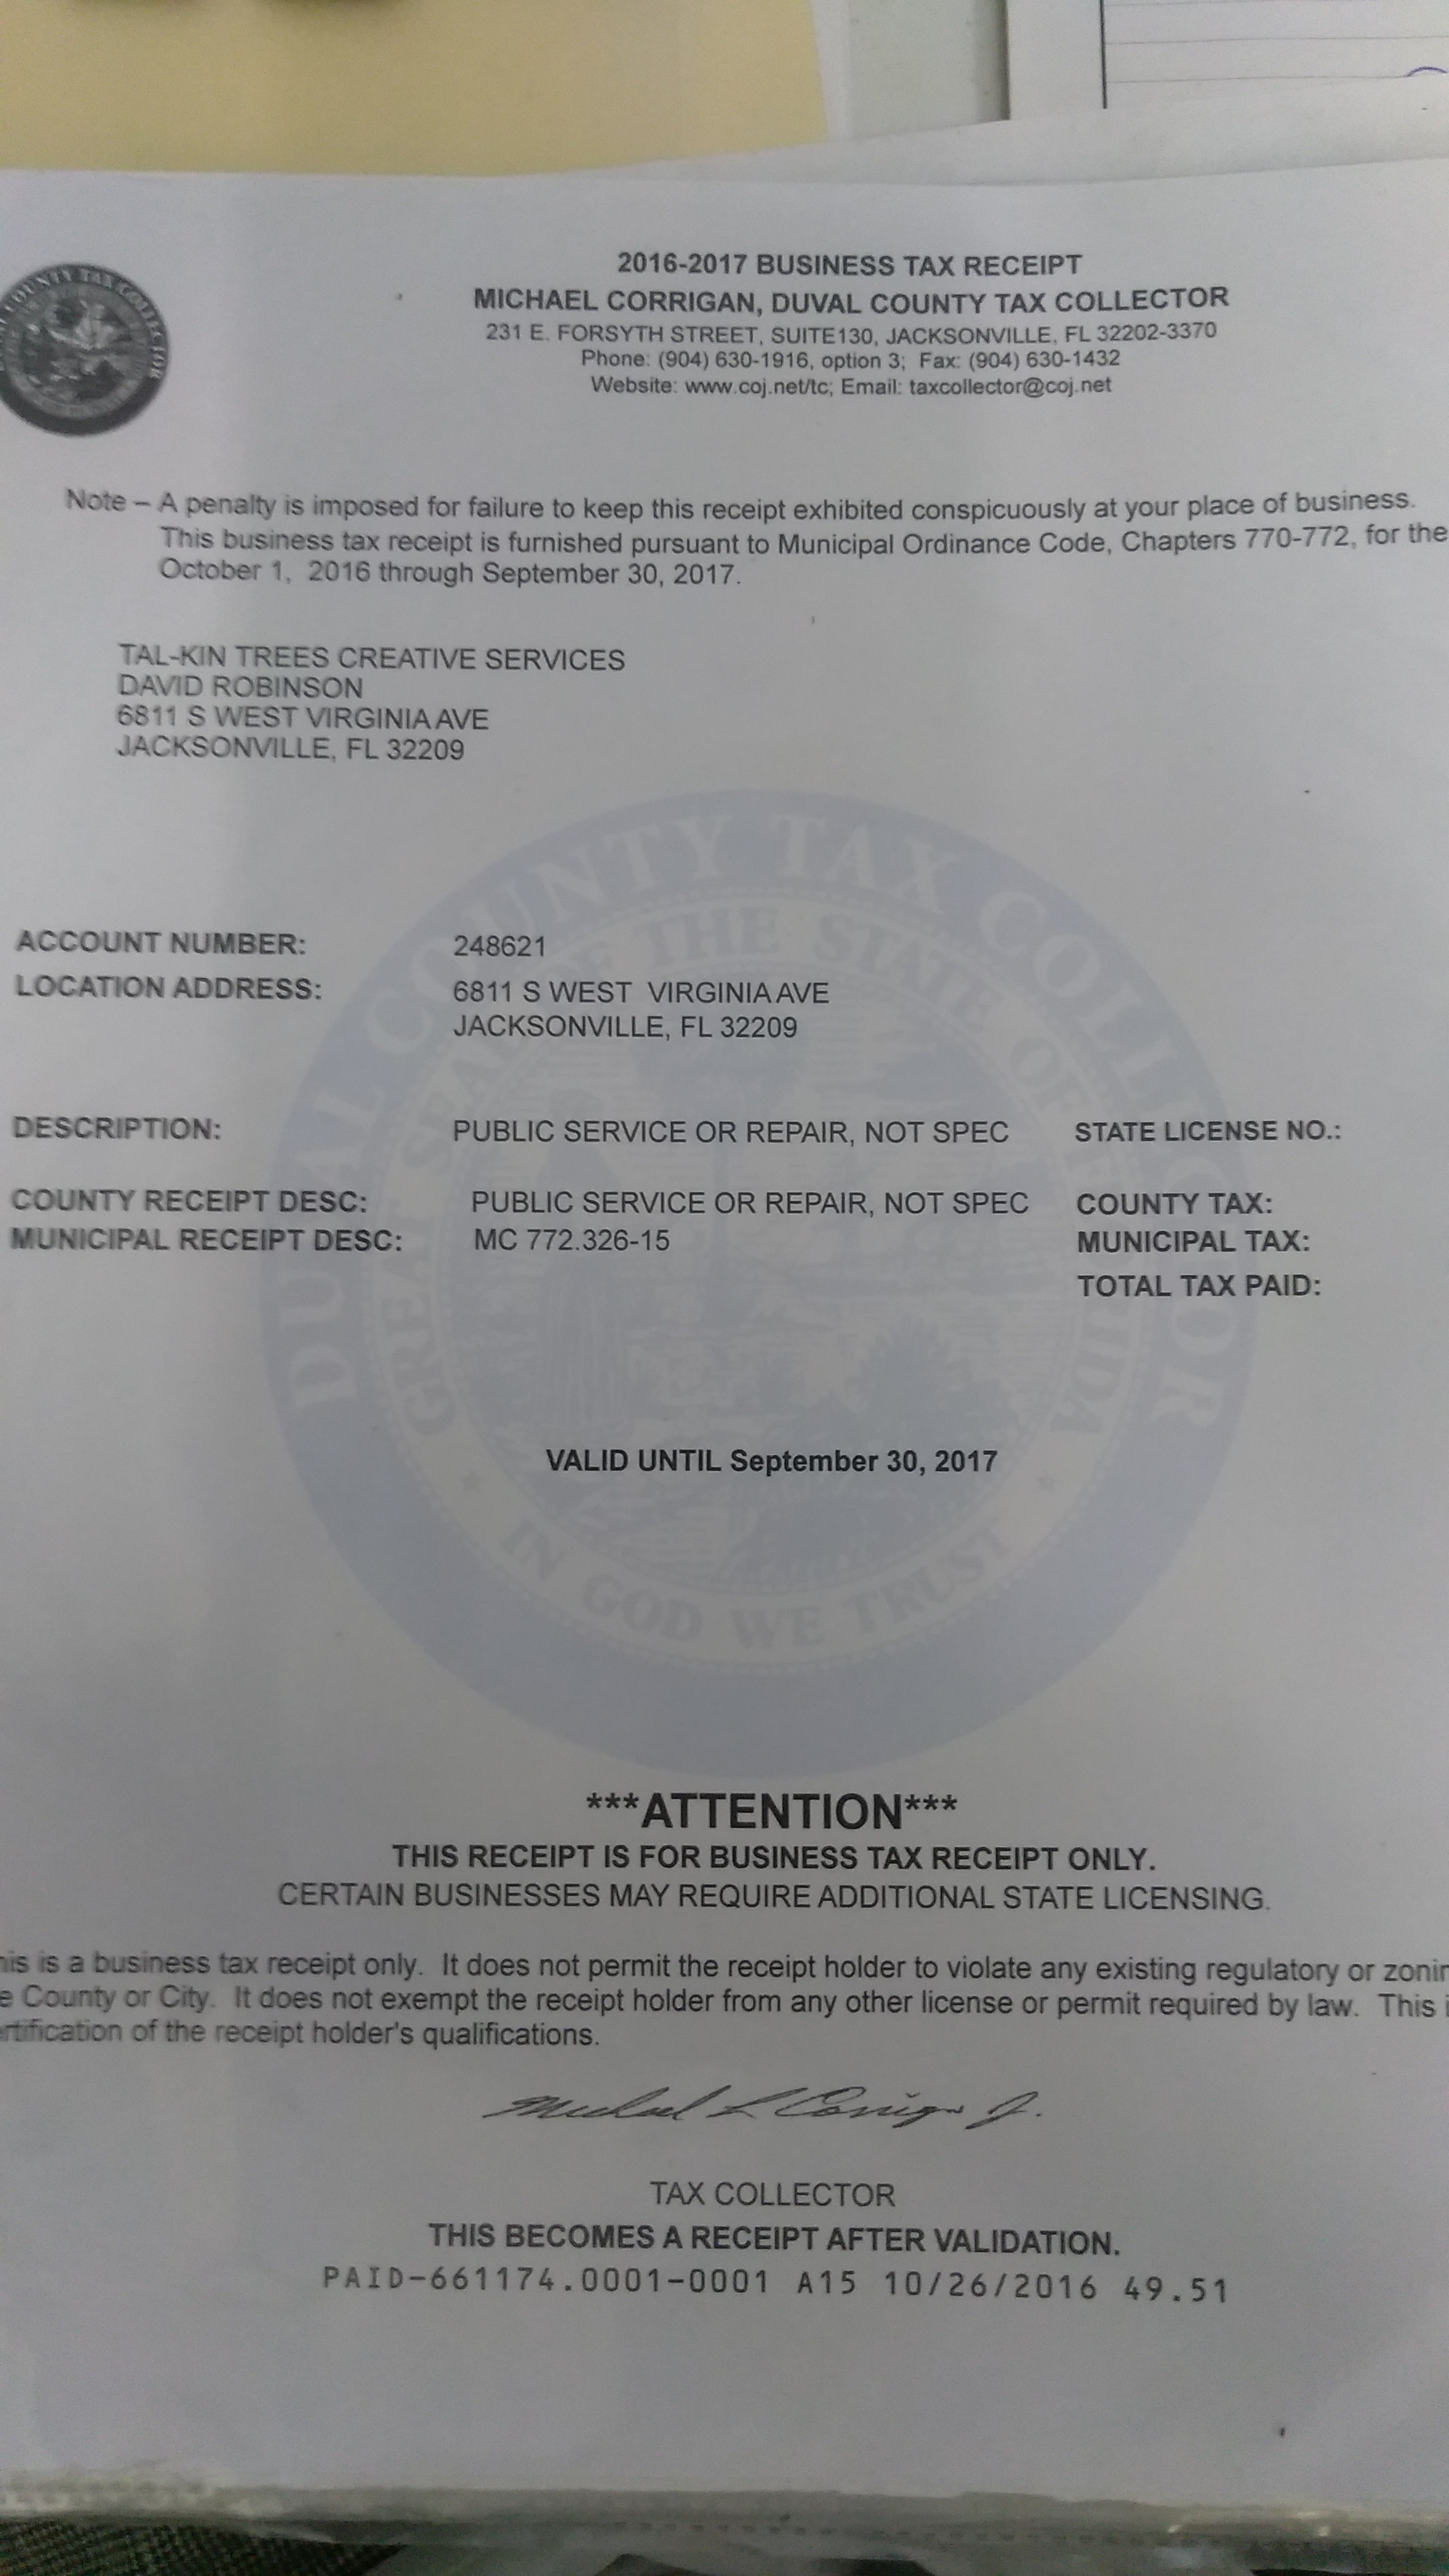 2016-2017 BUSINESS TAX RECEIPT
MICHAEL CORRIGAN, DUVAL COUNTY TAX COLLECTOR
231 E. FORSYTH STREET, SUITE130, JACKSONVILLE, FL 32202-3370
Phone: (904) 630-1916, option 3; Fax: (904) 630-1432
Website: www.coj.net/tc; Email: taxcollector@coj.net
COUNTY TAX COLLECTOR
Note – A penalty is imposed for failure to keep this receipt exhibited conspicuously at your place of business.
This business tax receipt is furnished pursuant to Municipal Ordinance Code, Chapters 770-772, for the
October 1, 2016 through September 30, 2017.
TAL-KIN TREES CREATIVE SERVICES
DAVID ROBINSON
6811 S WEST VIRGINIA AVE
JACKSONVILLE, FL 32209
DUVAL COUNTY TAX COLLECTOR
GREAT SEAL OF THE STATE OF FLORIDA
ACCOUNT NUMBER: 248621
LOCATION ADDRESS: 6811 S WEST VIRGINIA AVE
JACKSONVILLE, FL 32209
DESCRIPTION: PUBLIC SERVICE OR REPAIR, NOT SPEC STATE LICENSE NO.:
COUNTY RECEIPT DESC: PUBLIC SERVICE OR REPAIR, NOT SPEC COUNTY TAX:
MUNICIPAL RECEIPT DESC: MC 772.326-15 MUNICIPAL TAX:
TOTAL TAX PAID:
VALID UNTIL September 30, 2017
IN GOD WE TRUST
***ATTENTION***
THIS RECEIPT IS FOR BUSINESS TAX RECEIPT ONLY.
CERTAIN BUSINESSES MAY REQUIRE ADDITIONAL STATE LICENSING.
his is a business tax receipt only. It does not permit the receipt holder to violate any existing regulatory or zonin
e County or City. It does not exempt the receipt holder from any other license or permit required by law. This i
rtification of the receipt holder's qualifications.
Michael L Corrigan Jr.
TAX COLLECTOR
THIS BECOMES A RECEIPT AFTER VALIDATION.
PAID-661174.0001-0001 A15 10/26/2016 49.51